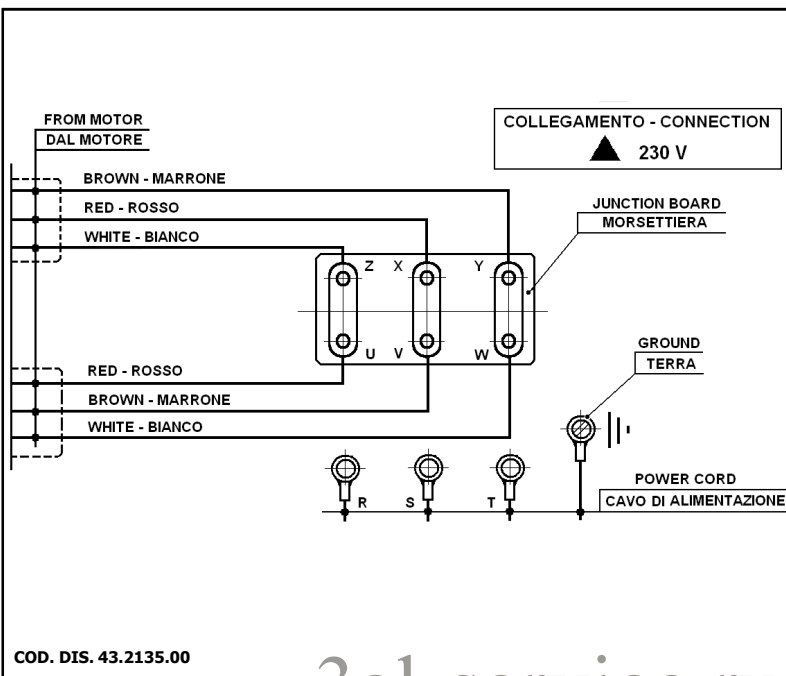 FROM MOTOR
DAL MOTORE
COLLEGAMENTO - CONNECTION
230 V
BROWN - MARRONE
RED - ROSSO
WHITE - BIANCO
JUNCTION BOARD
MORSETTIERA
Z X Y
U V W
RED - ROSSO
BROWN - MARRONE
WHITE - BIANCO
GROUND
TERRA
R S T
POWER CORD
CAVO DI ALIMENTAZIONE
COD. DIS. 43.2135.00